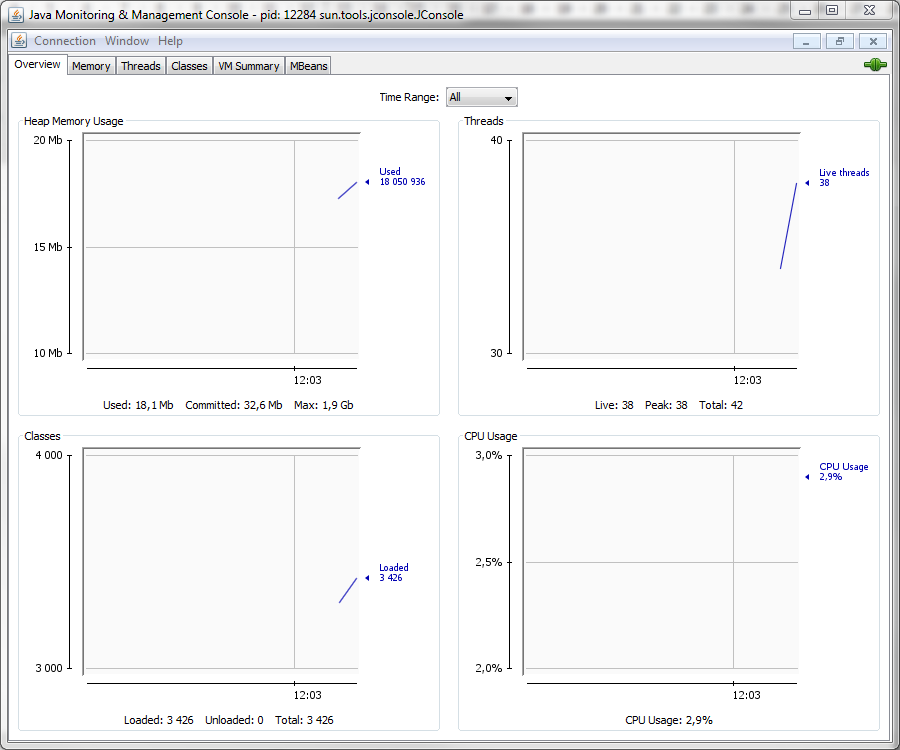 Java Monitoring & Management Console - pid: 12284 sun.tools.jconsole.JConsole
Connection Window Help
Overview Memory Threads Classes VM Summary MBeans
Time Range: All
Heap Memory Usage
20 Mb
15 Mb
10 Mb
Used
18 050 936
12:03
Used: 18,1 Mb Committed: 32,6 Mb Max: 1,9 Gb
Threads
40
30
Live threads
38
12:03
Live: 38 Peak: 38 Total: 42
Classes
4 000
3 000
Loaded
3 426
12:03
Loaded: 3 426 Unloaded: 0 Total: 3 426
CPU Usage
3,0%
2,5%
2,0%
CPU Usage
2,9%
12:03
CPU Usage: 2,9%